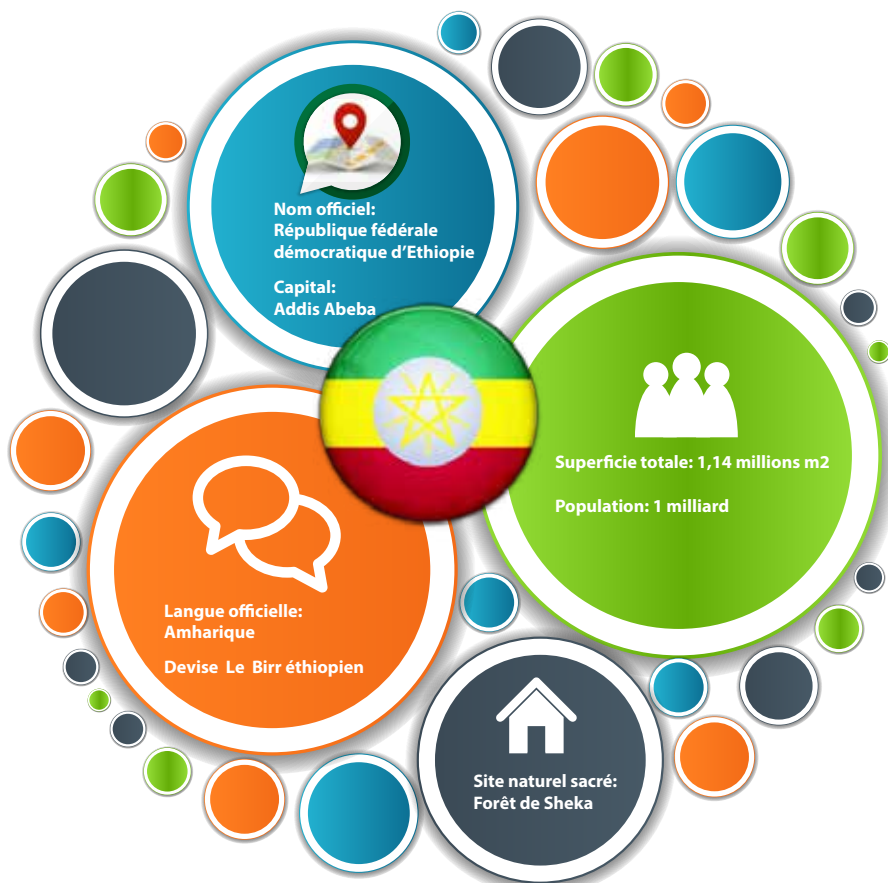 Nom officiel:
République fédérale
démocratique d’Ethiopie
Capital:
Addis Abeba
Superficie totale: 1,14 millions m2
Population: 1 milliard
Langue officielle:
Amharique
Devise Le Birr éthiopien
Site naturel sacré:
Forêt de Sheka